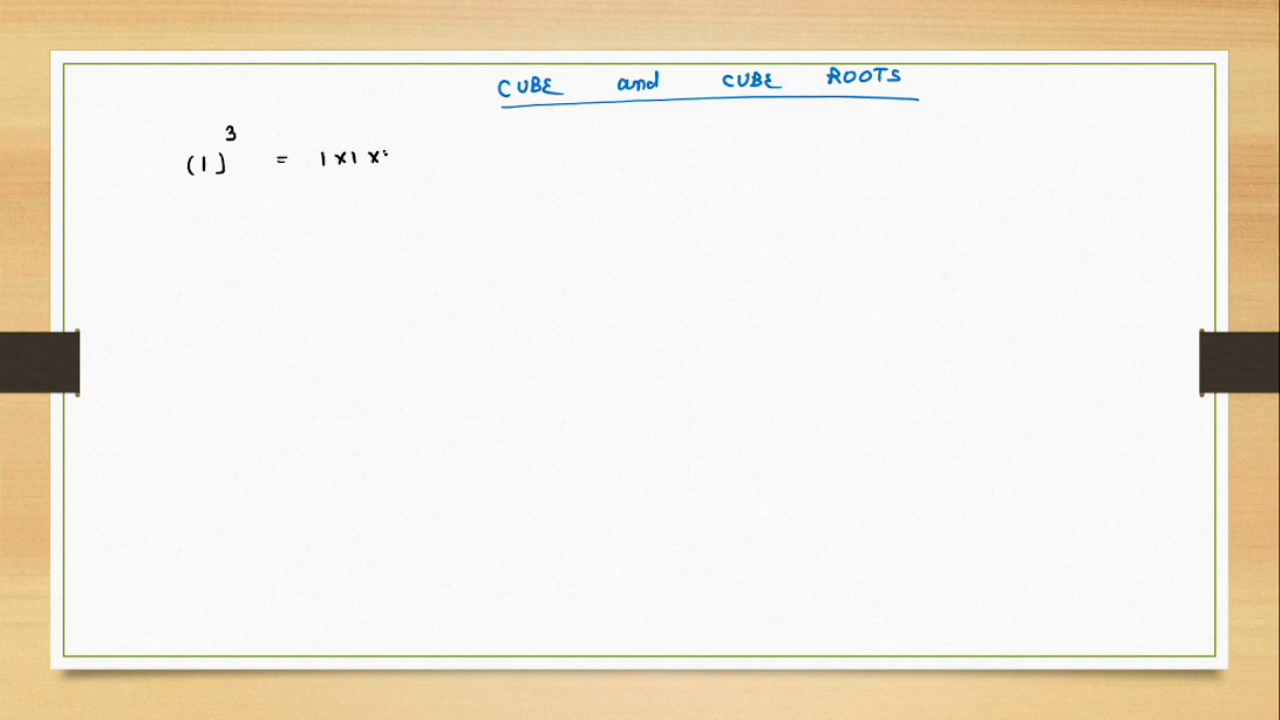 CUBE and CUBE ROOTS
(1)³ = 1×1×